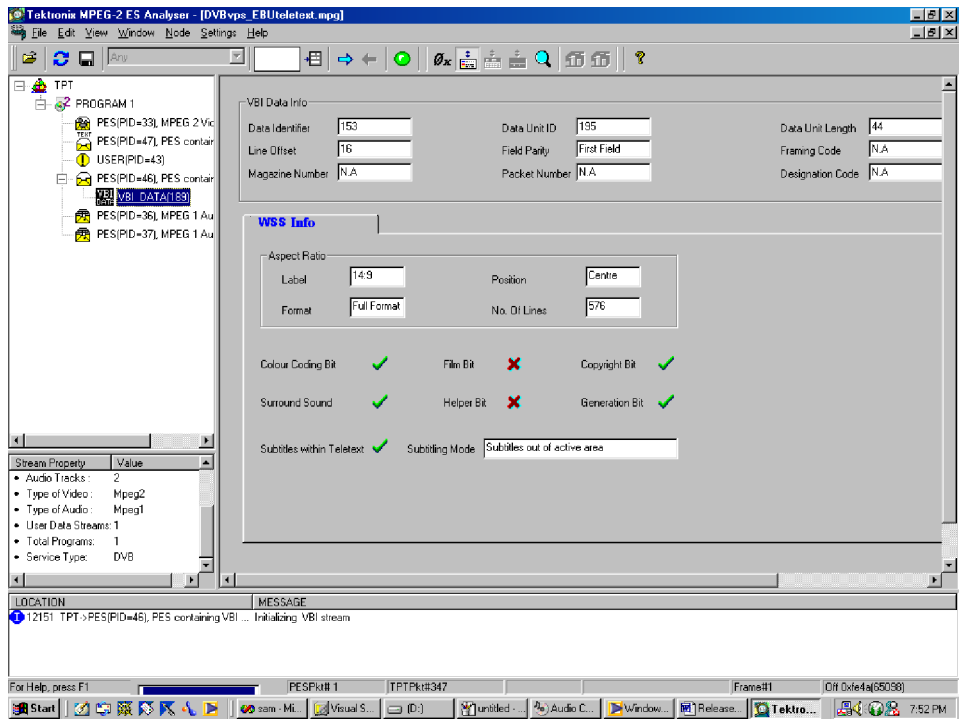 Tektronix MPEG-2 ES Analyser - [DVBvps_EBUteletext.mpg]
File Edit View Window Node Settings Help
Any
TPT
PROGRAM 1
PES(PID=33), MPEG 2 Vic
PES(PID=47), PES contair
USER(PID=43)
PES(PID=46), PES contair
VBI_DATA(189)
PES(PID=36), MPEG 1 Au
PES(PID=37), MPEG 1 Au
VBI Data Info
Data Identifier 153 Data Unit ID 195 Data Unit Length 44
Line Offset 16 Field Parity First Field Framing Code N.A
Magazine Number N.A Packet Number N.A Designation Code N.A
WSS Info
Aspect Ratio
Label 14:9 Position Centre
Format Full Format No. Of Lines 576
Colour Coding Bit Film Bit Copyright Bit
Surround Sound Helper Bit Generation Bit
Subtitles within Teletext Subtitling Mode Subtitles out of active area
Stream Property Value
Audio Tracks : 2
Type of Video : Mpeg2
Type of Audio : Mpeg1
User Data Streams: 1
Total Programs: 1
Service Type: DVB
LOCATION MESSAGE
12151 TPT->PES(PID=46), PES containing VBI ... Initializing VBI stream
For Help, press F1 PESPkt# 1 TPTPkt#347 Frame#1 Off 0xfe4a(65098)
Start sam - Mi... Visual S... (D:) untitled - ... Audio C... Window... Release... Tektro... 7:52 PM